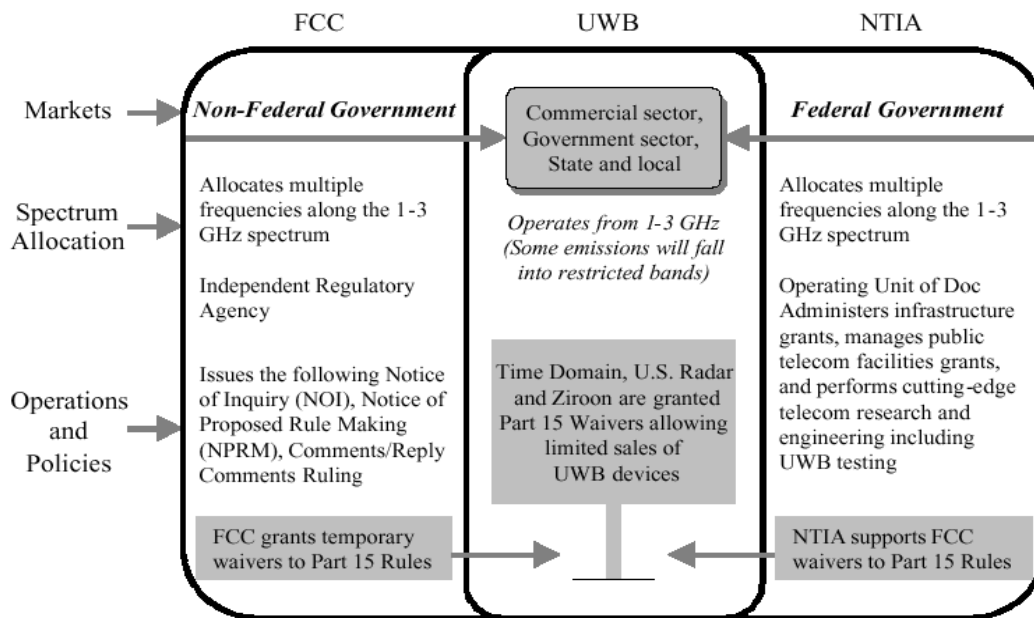 FCC
UWB
NTIA
Markets
Non-Federal Government
Commercial sector,
Government sector,
State and local
Federal Government
Spectrum
Allocation
Allocates multiple
frequencies along the 1-3
GHz spectrum
Operates from 1-3 GHz
(Some emissions will fall
into restricted bands)
Allocates multiple
frequencies along the 1-3
GHz spectrum
Operations
and
Policies
Independent Regulatory
Agency
Issues the following Notice
of Inquiry (NOI), Notice of
Proposed Rule Making
(NPRM), Comments/Reply
Comments Ruling
Time Domain, U.S. Radar
and Ziroon are granted
Part 15 Waivers allowing
limited sales of
UWB devices
Operating Unit of Doc
Administers infrastructure
grants, manages public
telecom facilities grants,
and performs cutting-edge
telecom research and
engineering including
UWB testing
FCC grants temporary
waivers to Part 15 Rules
NTIA supports FCC
waivers to Part 15 Rules